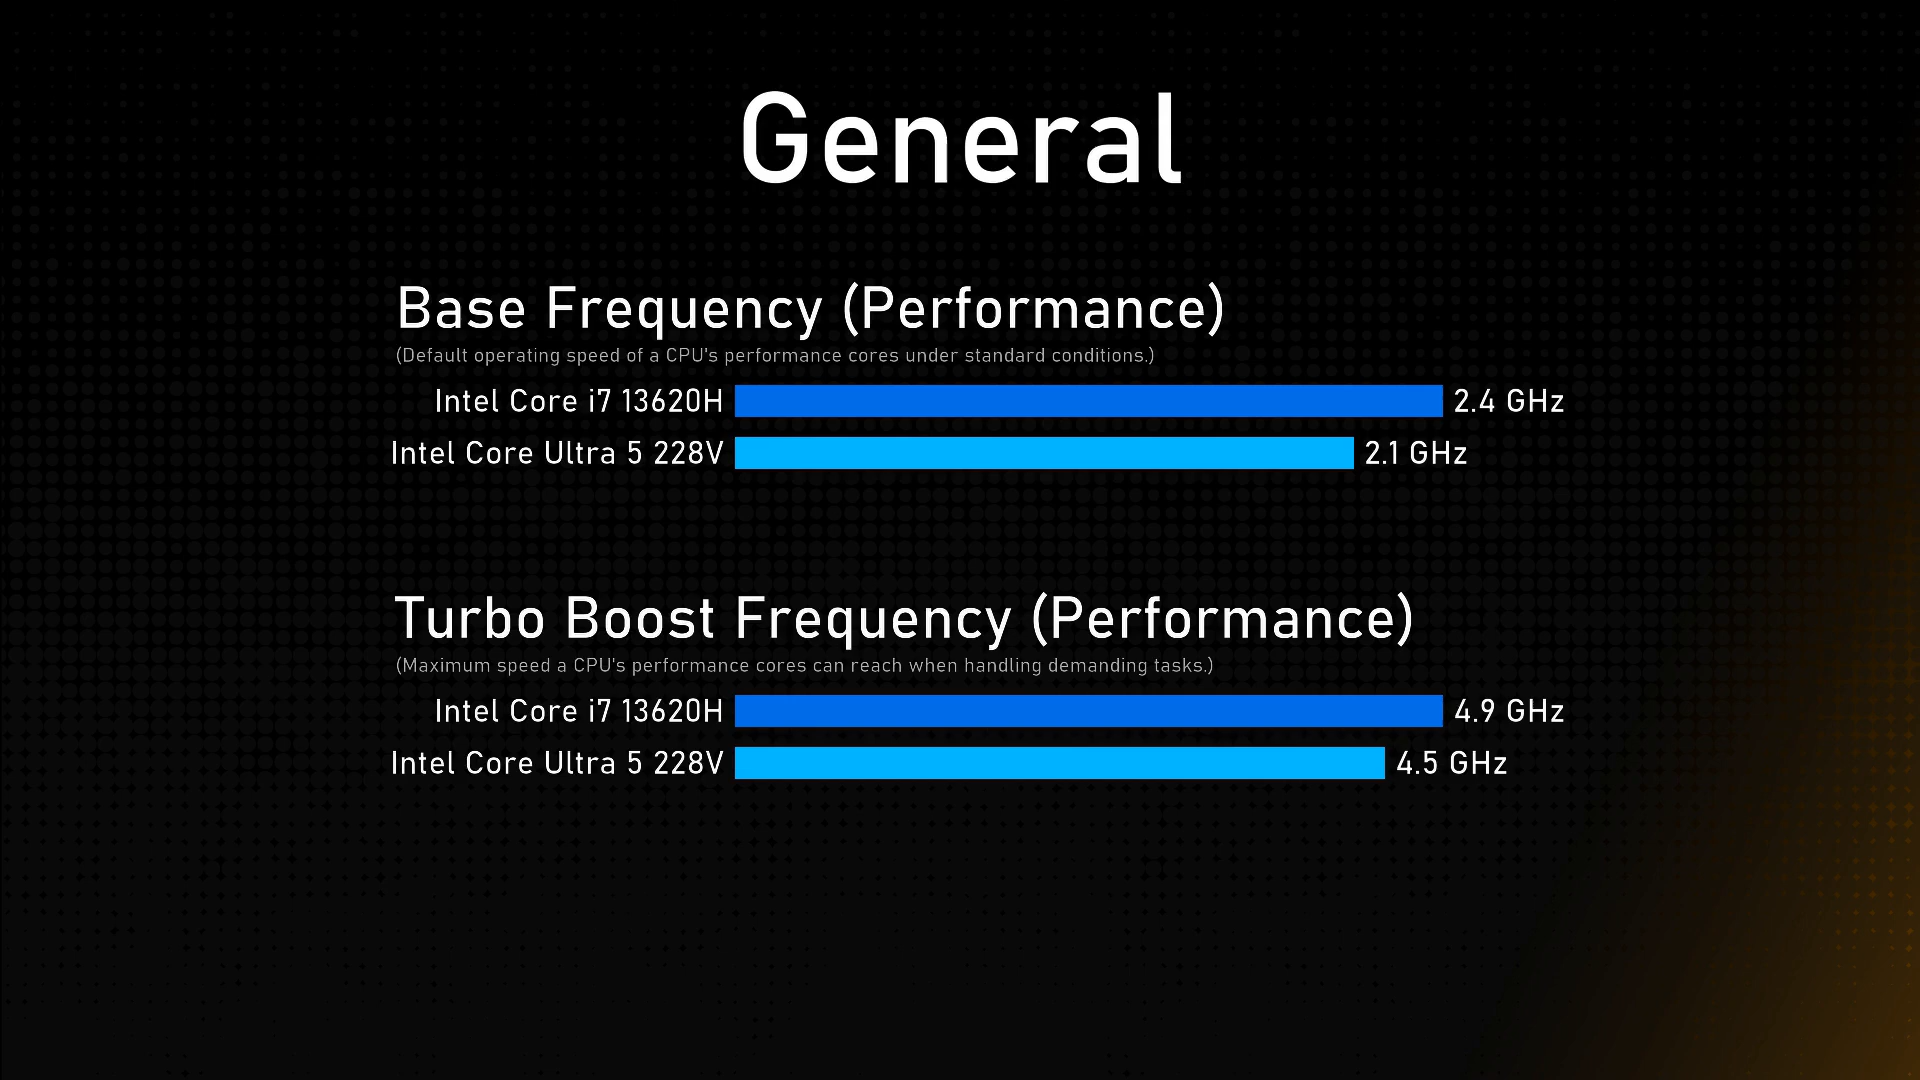 General
Base Frequency (Performance)
(Default operating speed of a CPU's performance cores under standard conditions.)
Intel Core i7 13620H 2.4 GHz
Intel Core Ultra 5 228V 2.1 GHz
Turbo Boost Frequency (Performance)
(Maximum speed a CPU's performance cores can reach when handling demanding tasks.)
Intel Core i7 13620H 4.9 GHz
Intel Core Ultra 5 228V 4.5 GHz